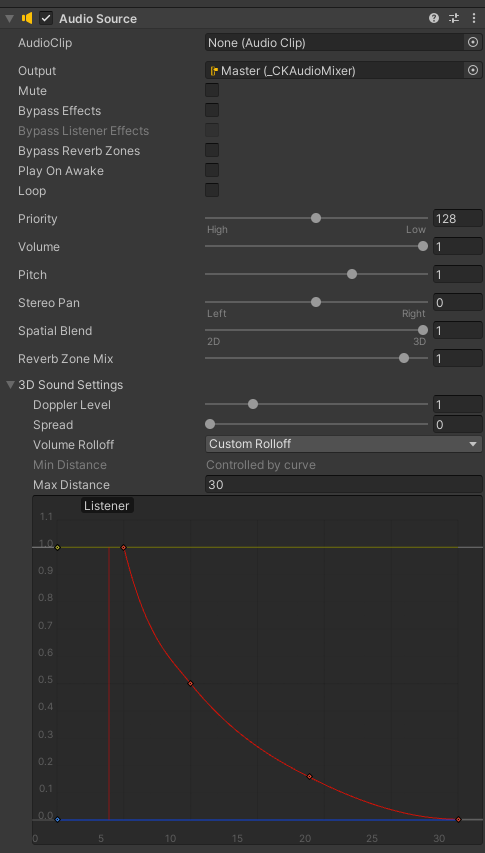 Audio Source
AudioClip None (Audio Clip)
Output Master (_CKAudioMixer)
Mute
Bypass Effects
Bypass Listener Effects
Bypass Reverb Zones
Play On Awake
Loop
Priority 128
High Low
Volume 1
Pitch 1
Stereo Pan 0
Left Right
Spatial Blend 1
2D 3D
Reverb Zone Mix 1
3D Sound Settings
Doppler Level 1
Spread 0
Volume Rolloff Custom Rolloff
Min Distance Controlled by curve
Max Distance 30
Listener
1.1
1.0
0.9
0.8
0.7
0.6
0.5
0.4
0.3
0.2
0.1
0.0
0 5 10 15 20 25 30